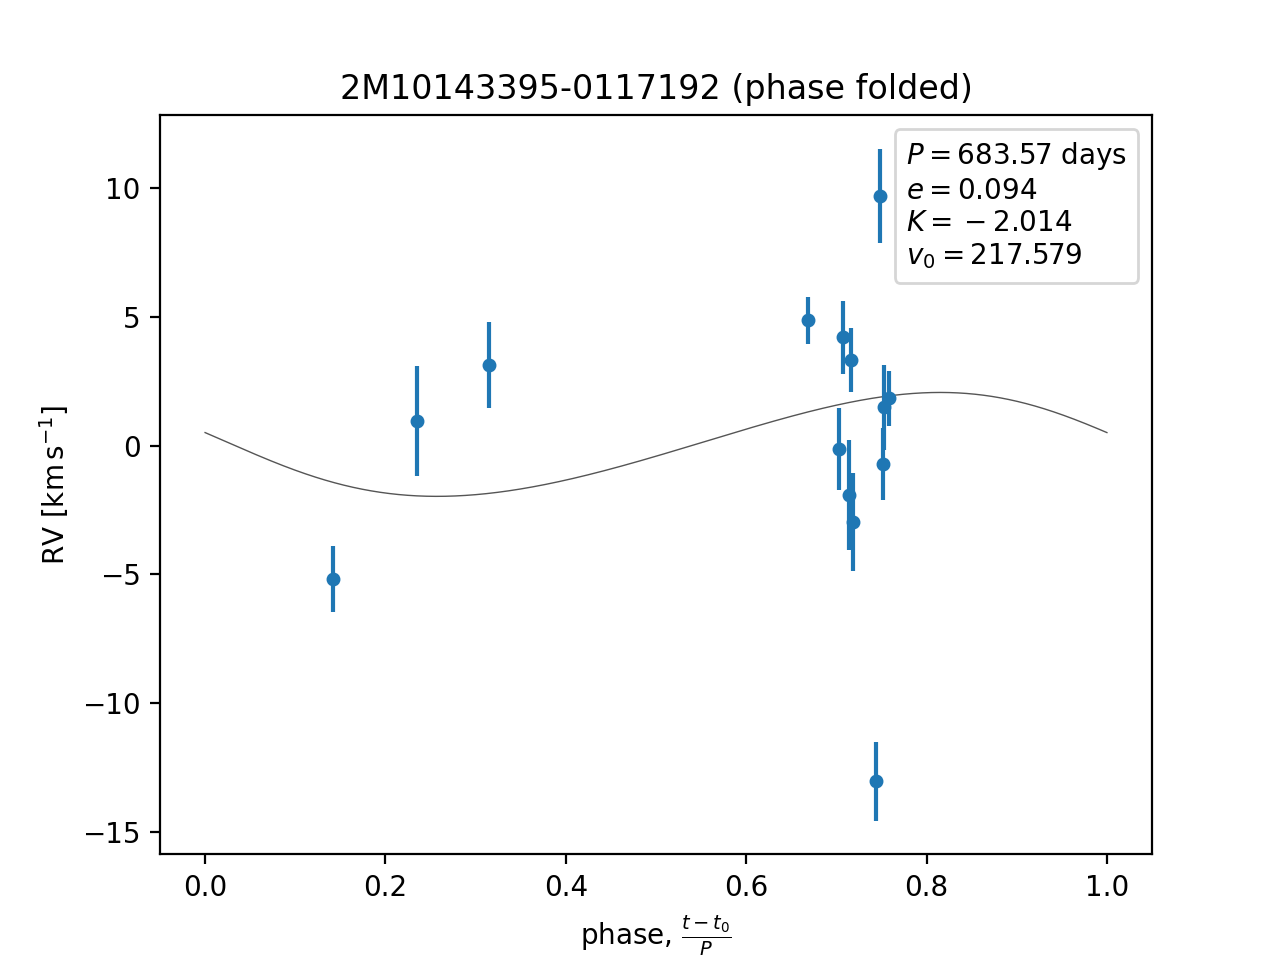 2M10143395-0117192 (phase folded)
P = 683.57 days
e = 0.094
K = −2.014
v₀ = 217.579
RV [km s⁻¹]
10
5
0
−5
−10
−15
0.0 0.2 0.4 0.6 0.8 1.0
phase, (t − t₀)/P